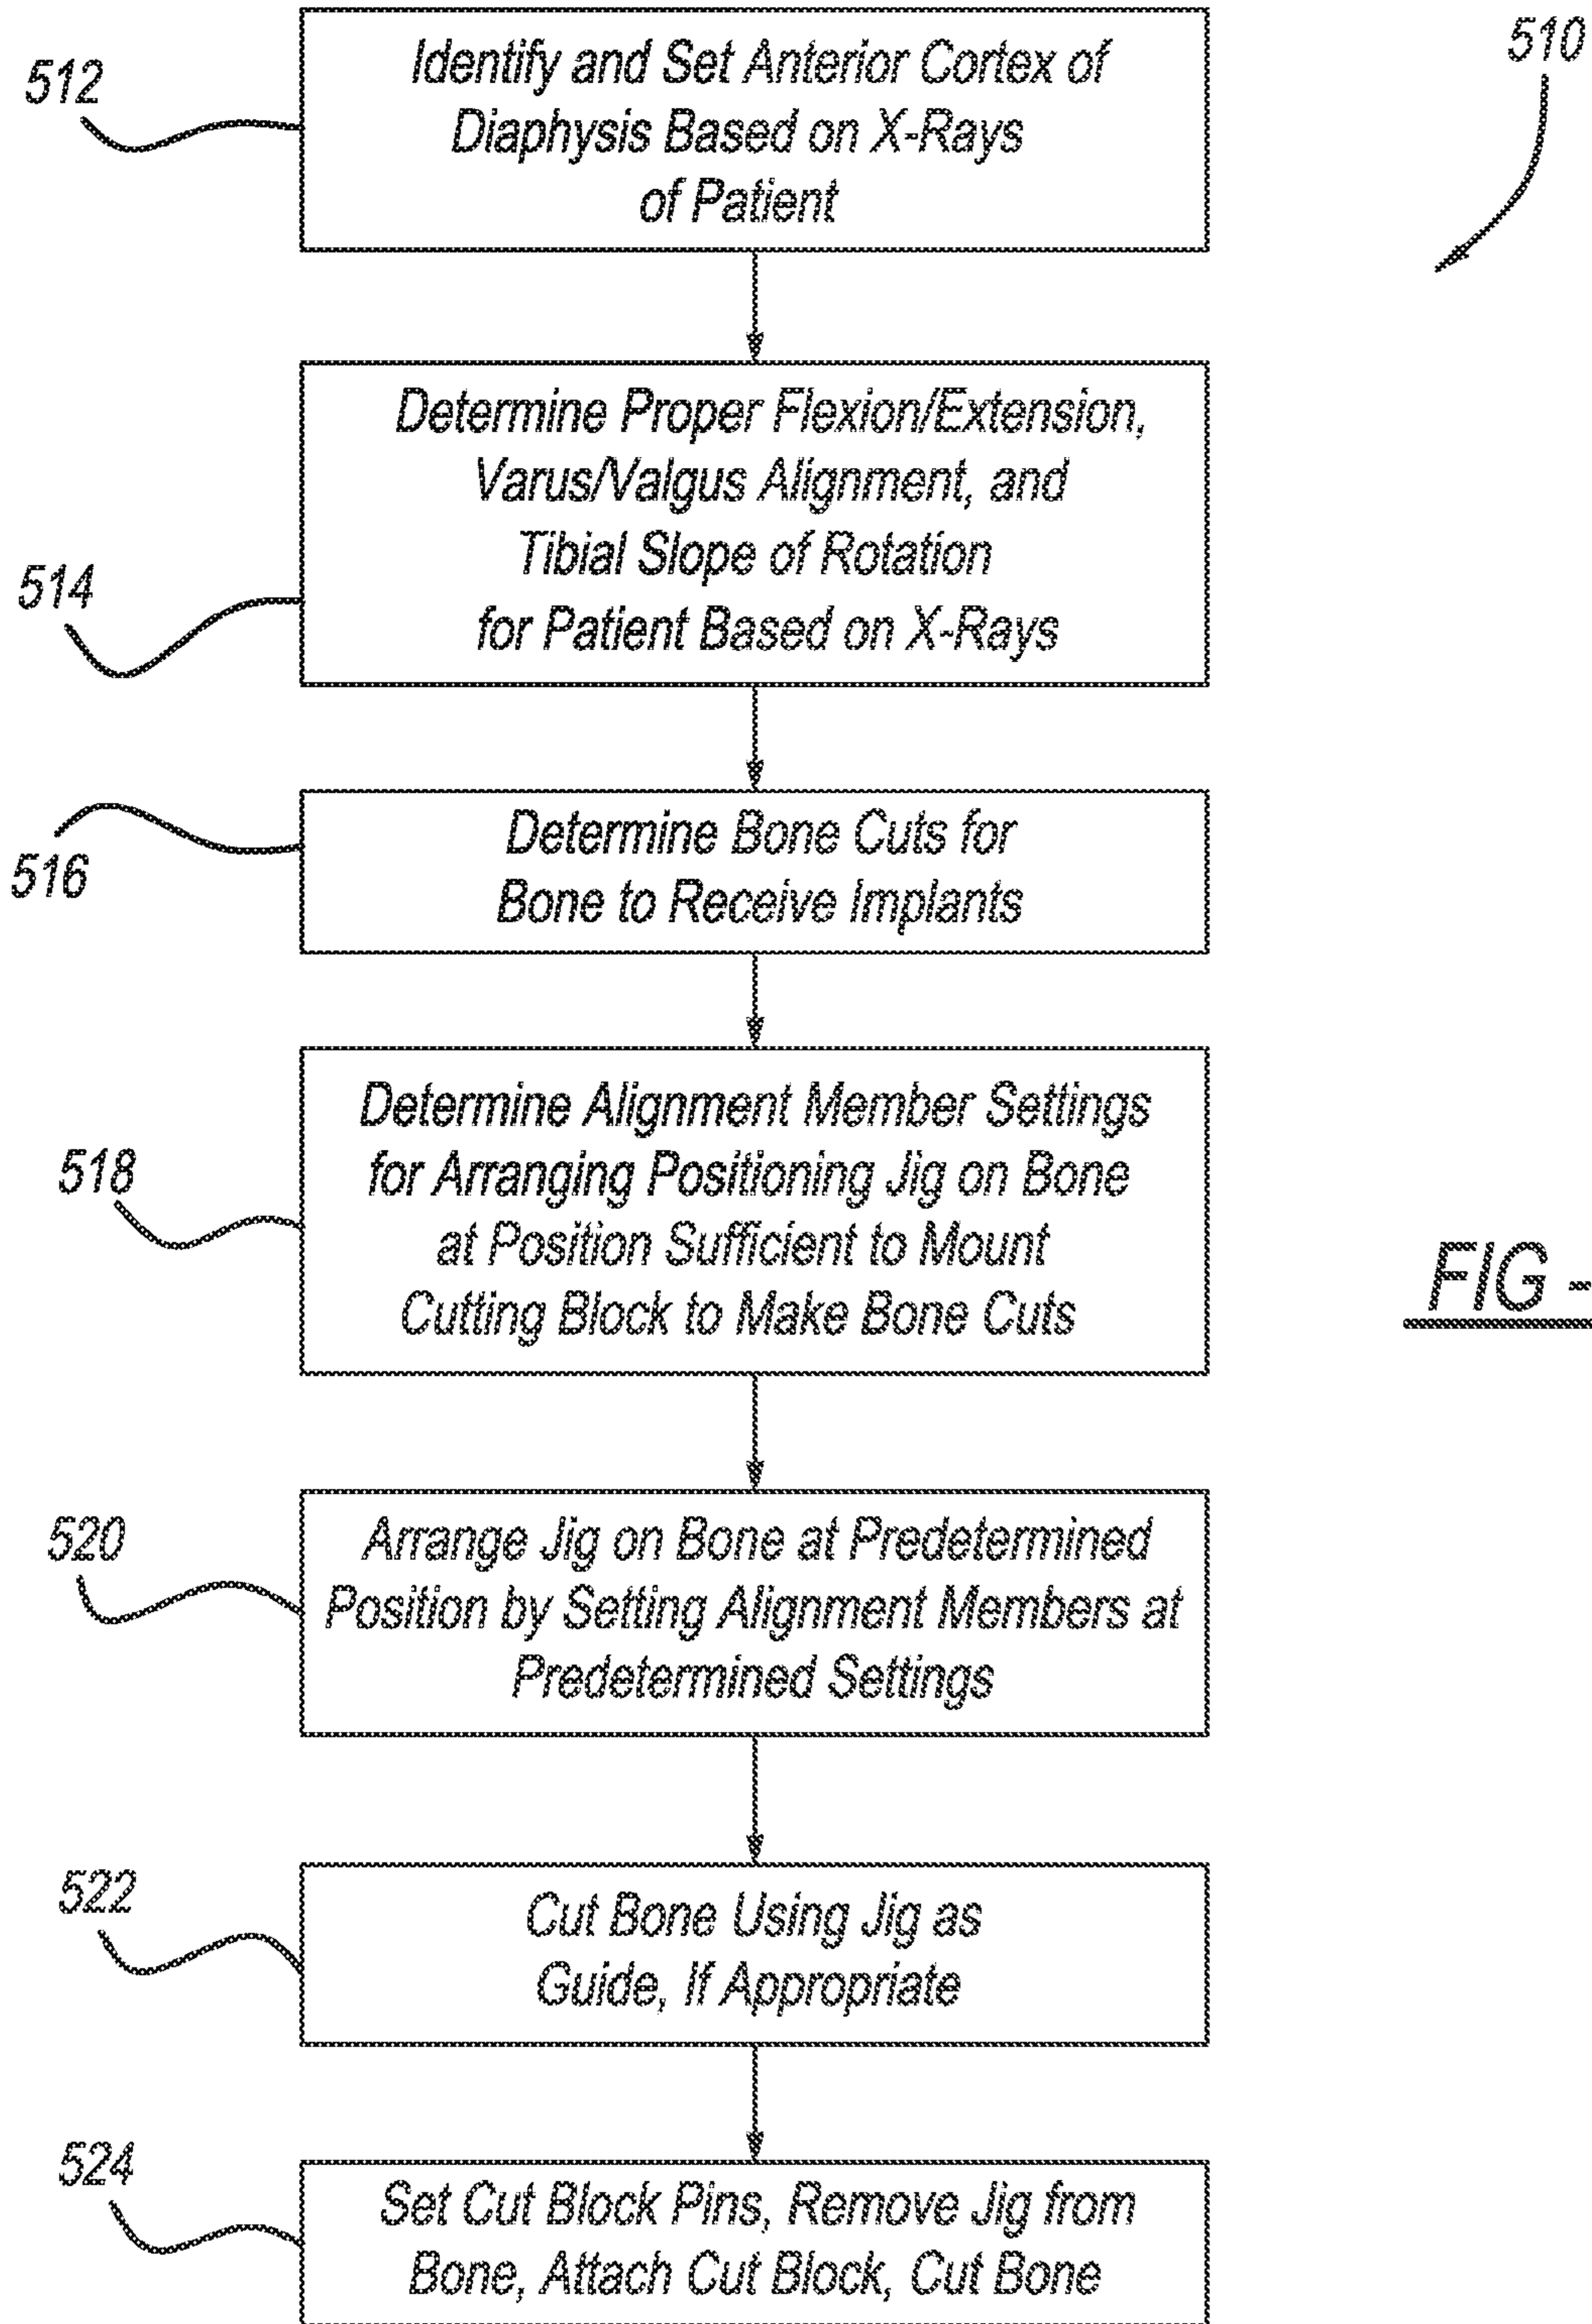 510
512
Identify and Set Anterior Cortex of
Diaphysis Based on X-Rays
of Patient
514
Determine Proper Flexion/Extension,
Varus/Valgus Alignment, and
Tibial Slope of Rotation
for Patient Based on X-Rays
516
Determine Bone Cuts for
Bone to Receive Implants
518
Determine Alignment Member Settings
for Arranging Positioning Jig on Bone
at Position Sufficient to Mount
Cutting Block to Make Bone Cuts
FIG -
520
Arrange Jig on Bone at Predetermined
Position by Setting Alignment Members at
Predetermined Settings
522
Cut Bone Using Jig as
Guide, If Appropriate
524
Set Cut Block Pins, Remove Jig from
Bone, Attach Cut Block, Cut Bone